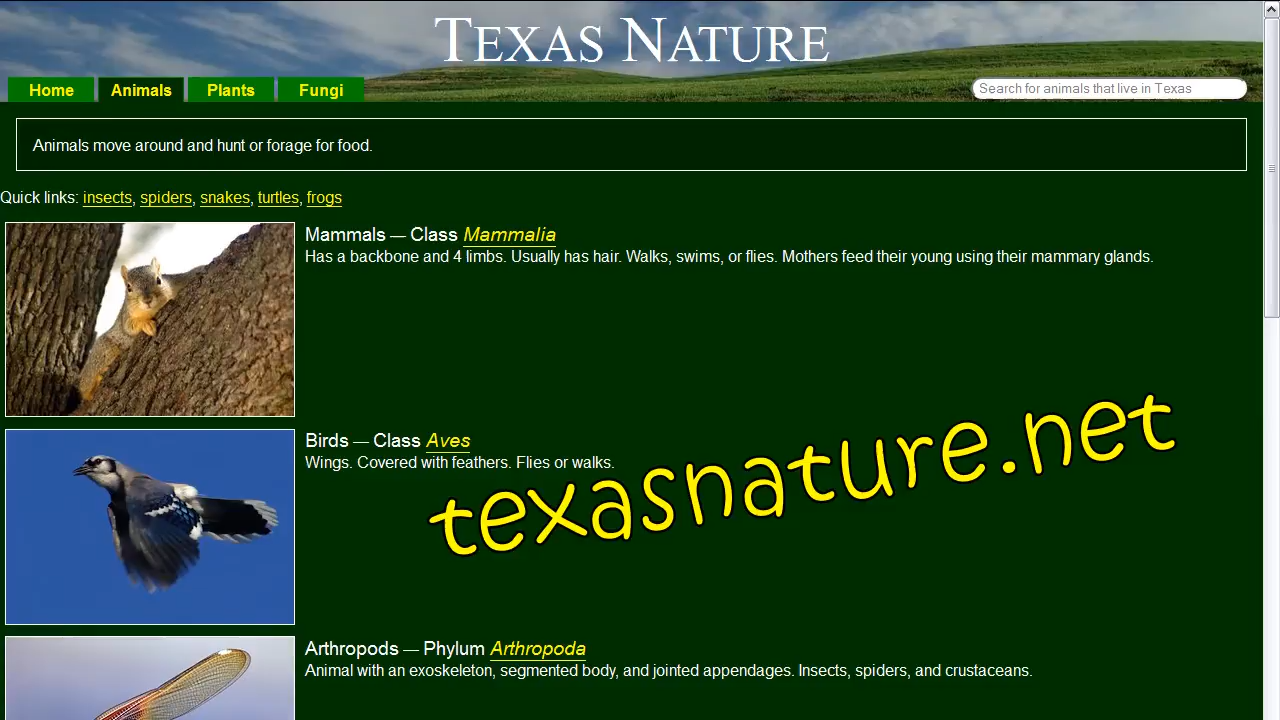 Texas Nature
Home Animals Plants Fungi
Search for animals that live in Texas
Animals move around and hunt or forage for food.
Quick links: insects, spiders, snakes, turtles, frogs
Mammals — Class Mammalia
Has a backbone and 4 limbs. Usually has hair. Walks, swims, or flies. Mothers feed their young using their mammary glands.
Birds — Class Aves
Wings. Covered with feathers. Flies or walks.
texasnature.net
Arthropods — Phylum Arthropoda
Animal with an exoskeleton, segmented body, and jointed appendages. Insects, spiders, and crustaceans.